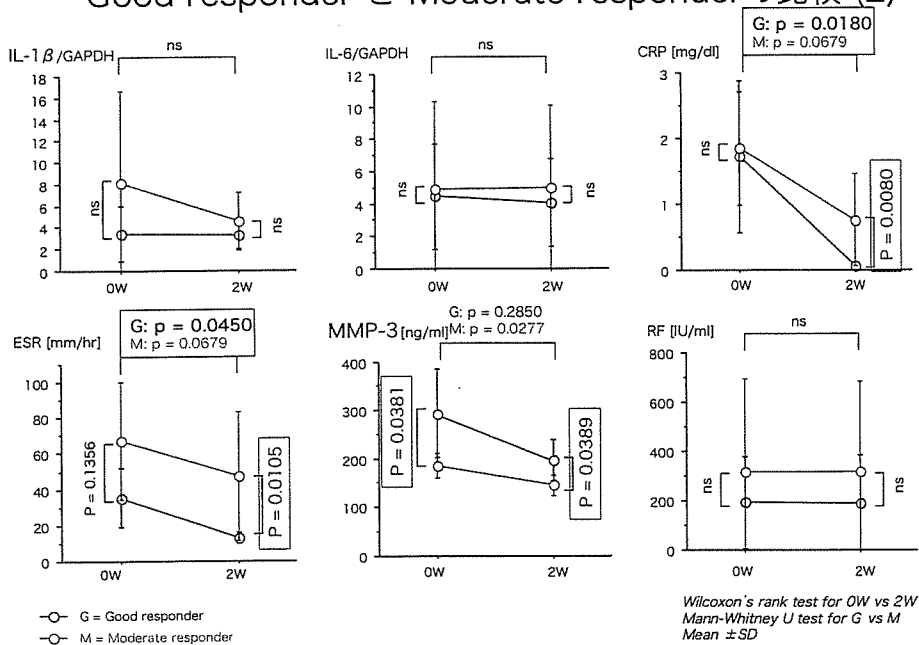 Good responder と Moderate responder の比較 (2)
IL-1β/GAPDH
ns
18
16
14
12
10
8
6
4
2
0
ns
ns
0W
2W
IL-6/GAPDH
ns
12
10
8
6
4
2
0
ns
ns
0W
2W
CRP [mg/dl]
G: p = 0.0180
M: p = 0.0679
3
2
1
0
ns
P = 0.0080
0W
2W
ESR [mm/hr]
G: p = 0.0450
M: p = 0.0679
100
80
60
40
20
0
P = 0.1356
P = 0.0105
0W
2W
MMP-3[ng/ml]
G: p = 0.2850
M: p = 0.0277
400
300
200
100
0
P = 0.0381
P = 0.0389
0W
2W
RF [IU/ml]
ns
800
600
400
200
0
ns
ns
0W
2W
G = Good responder
M = Moderate responder
Wilcoxon's rank test for 0W vs 2W
Mann-Whitney U test for G vs M
Mean ±SD